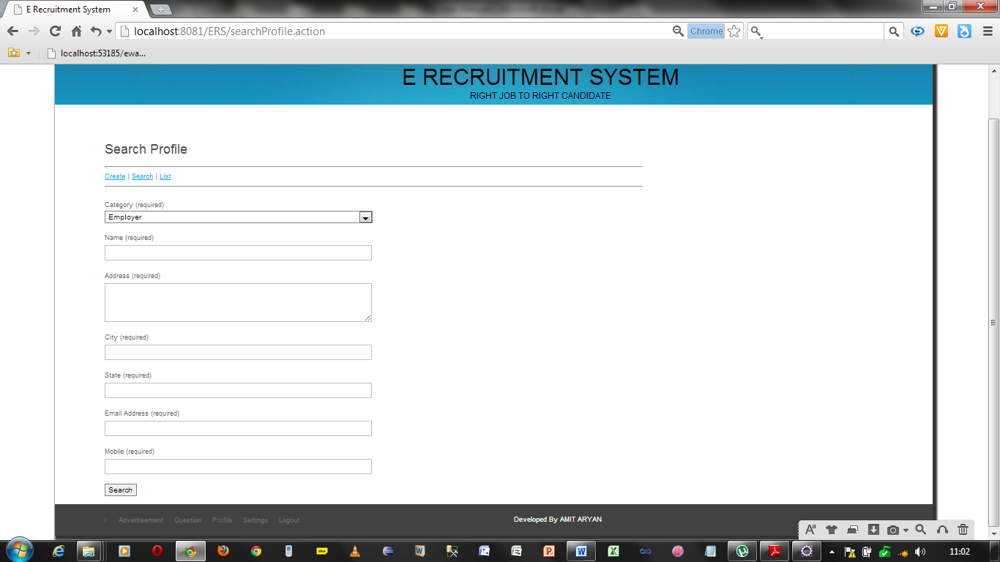 E Recruitment System
localhost:8081/ERS/searchProfile.action
Chrome
localhost:53185/ewa...
E RECRUITMENT SYSTEM
RIGHT JOB TO RIGHT CANDIDATE
Search Profile
Create | Search | List
Category (required)
Employer
Name (required)
Address (required)
City (required)
State (required)
Email Address (required)
Mobile (required)
Search
Advertisement Question Profile Settings Logout
Developed By AMIT ARYAN
11:02